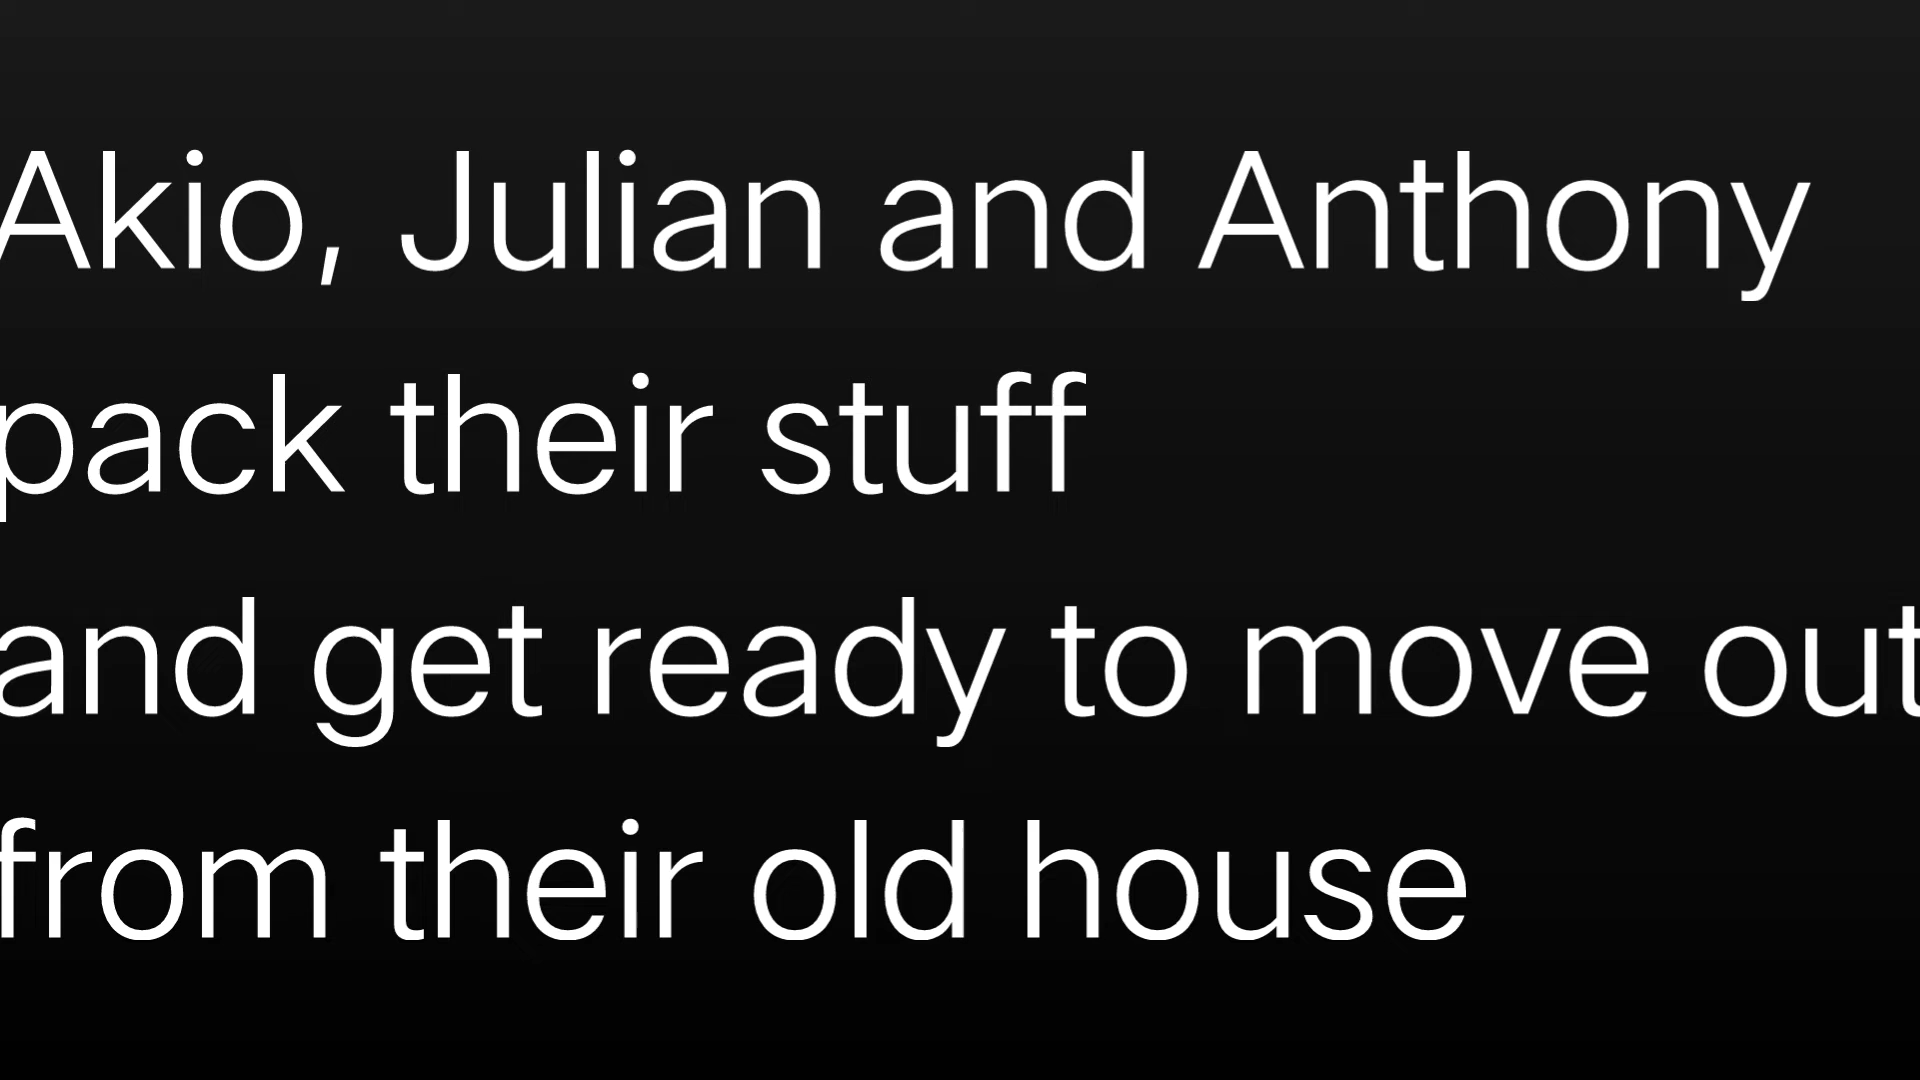 Akio, Julian and Anthony
pack their stuff
and get ready to move out
from their old house